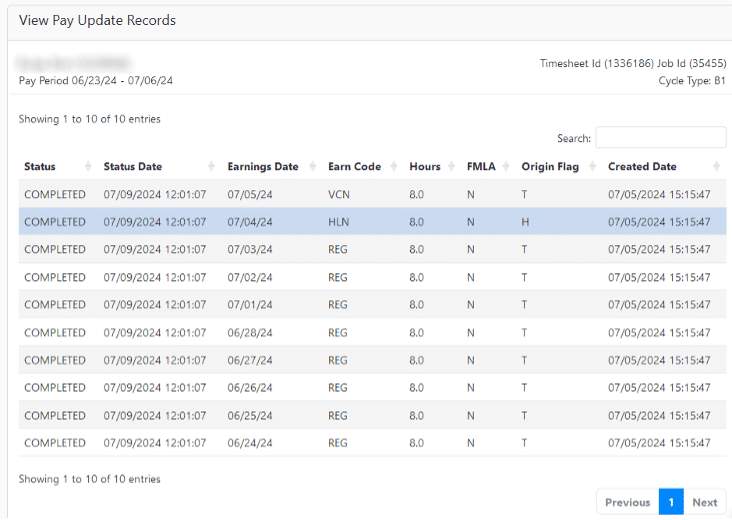 View Pay Update Records
Timesheet Id (1336186) Job Id (35455)
Pay Period 06/23/24 - 07/06/24 Cycle Type: B1
Showing 1 to 10 of 10 entries
Search:
Status Status Date Earnings Date Earn Code Hours FMLA Origin Flag Created Date
COMPLETED 07/09/2024 12:01:07 07/05/24 VCN 8.0 N T 07/05/2024 15:15:47
COMPLETED 07/09/2024 12:01:07 07/04/24 HLN 8.0 N H 07/05/2024 15:15:47
COMPLETED 07/09/2024 12:01:07 07/03/24 REG 8.0 N T 07/05/2024 15:15:47
COMPLETED 07/09/2024 12:01:07 07/02/24 REG 8.0 N T 07/05/2024 15:15:47
COMPLETED 07/09/2024 12:01:07 07/01/24 REG 8.0 N T 07/05/2024 15:15:47
COMPLETED 07/09/2024 12:01:07 06/28/24 REG 8.0 N T 07/05/2024 15:15:47
COMPLETED 07/09/2024 12:01:07 06/27/24 REG 8.0 N T 07/05/2024 15:15:47
COMPLETED 07/09/2024 12:01:07 06/26/24 REG 8.0 N T 07/05/2024 15:15:47
COMPLETED 07/09/2024 12:01:07 06/25/24 REG 8.0 N T 07/05/2024 15:15:47
COMPLETED 07/09/2024 12:01:07 06/24/24 REG 8.0 N T 07/05/2024 15:15:47
Showing 1 to 10 of 10 entries
Previous 1 Next